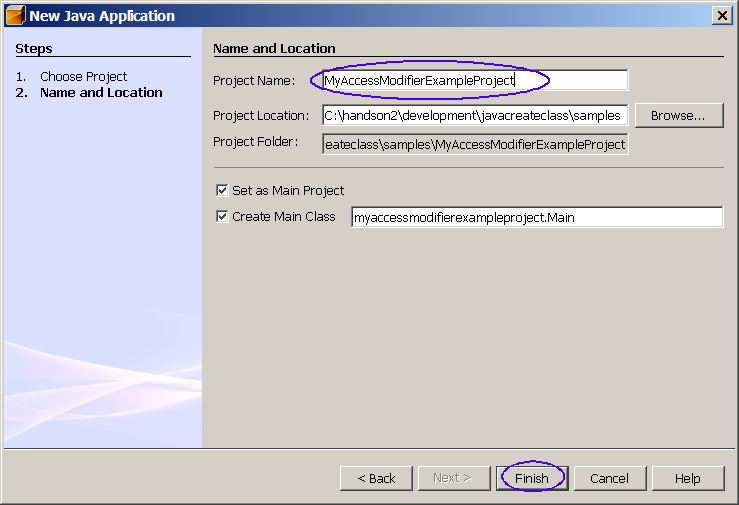 New Java Application
Steps
1. Choose Project
2. Name and Location
Name and Location
Project Name: MyAccessModifierExampleProject
Project Location: C:\handson2\development\javacreateclass\samples Browse...
Project Folder: eateclass\samples\MyAccessModifierExampleProject
Set as Main Project
Create Main Class myaccessmodifierexampleproject.Main
< Back Next > Finish Cancel Help